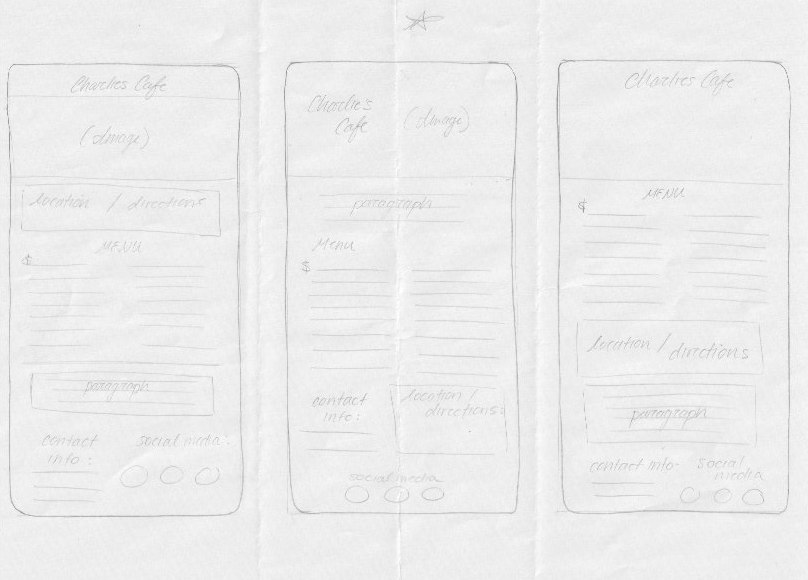 Charlies Cafe
(Image)
location / directions
MENU
$
paragraph
contact
info :
social media :
Charlies
Cafe
(Image)
paragraph
Menu
$
contact
info :
location /
directions:
social media
Charlies Cafe
MENU
$
location / directions
paragraph
contact info.
social
media